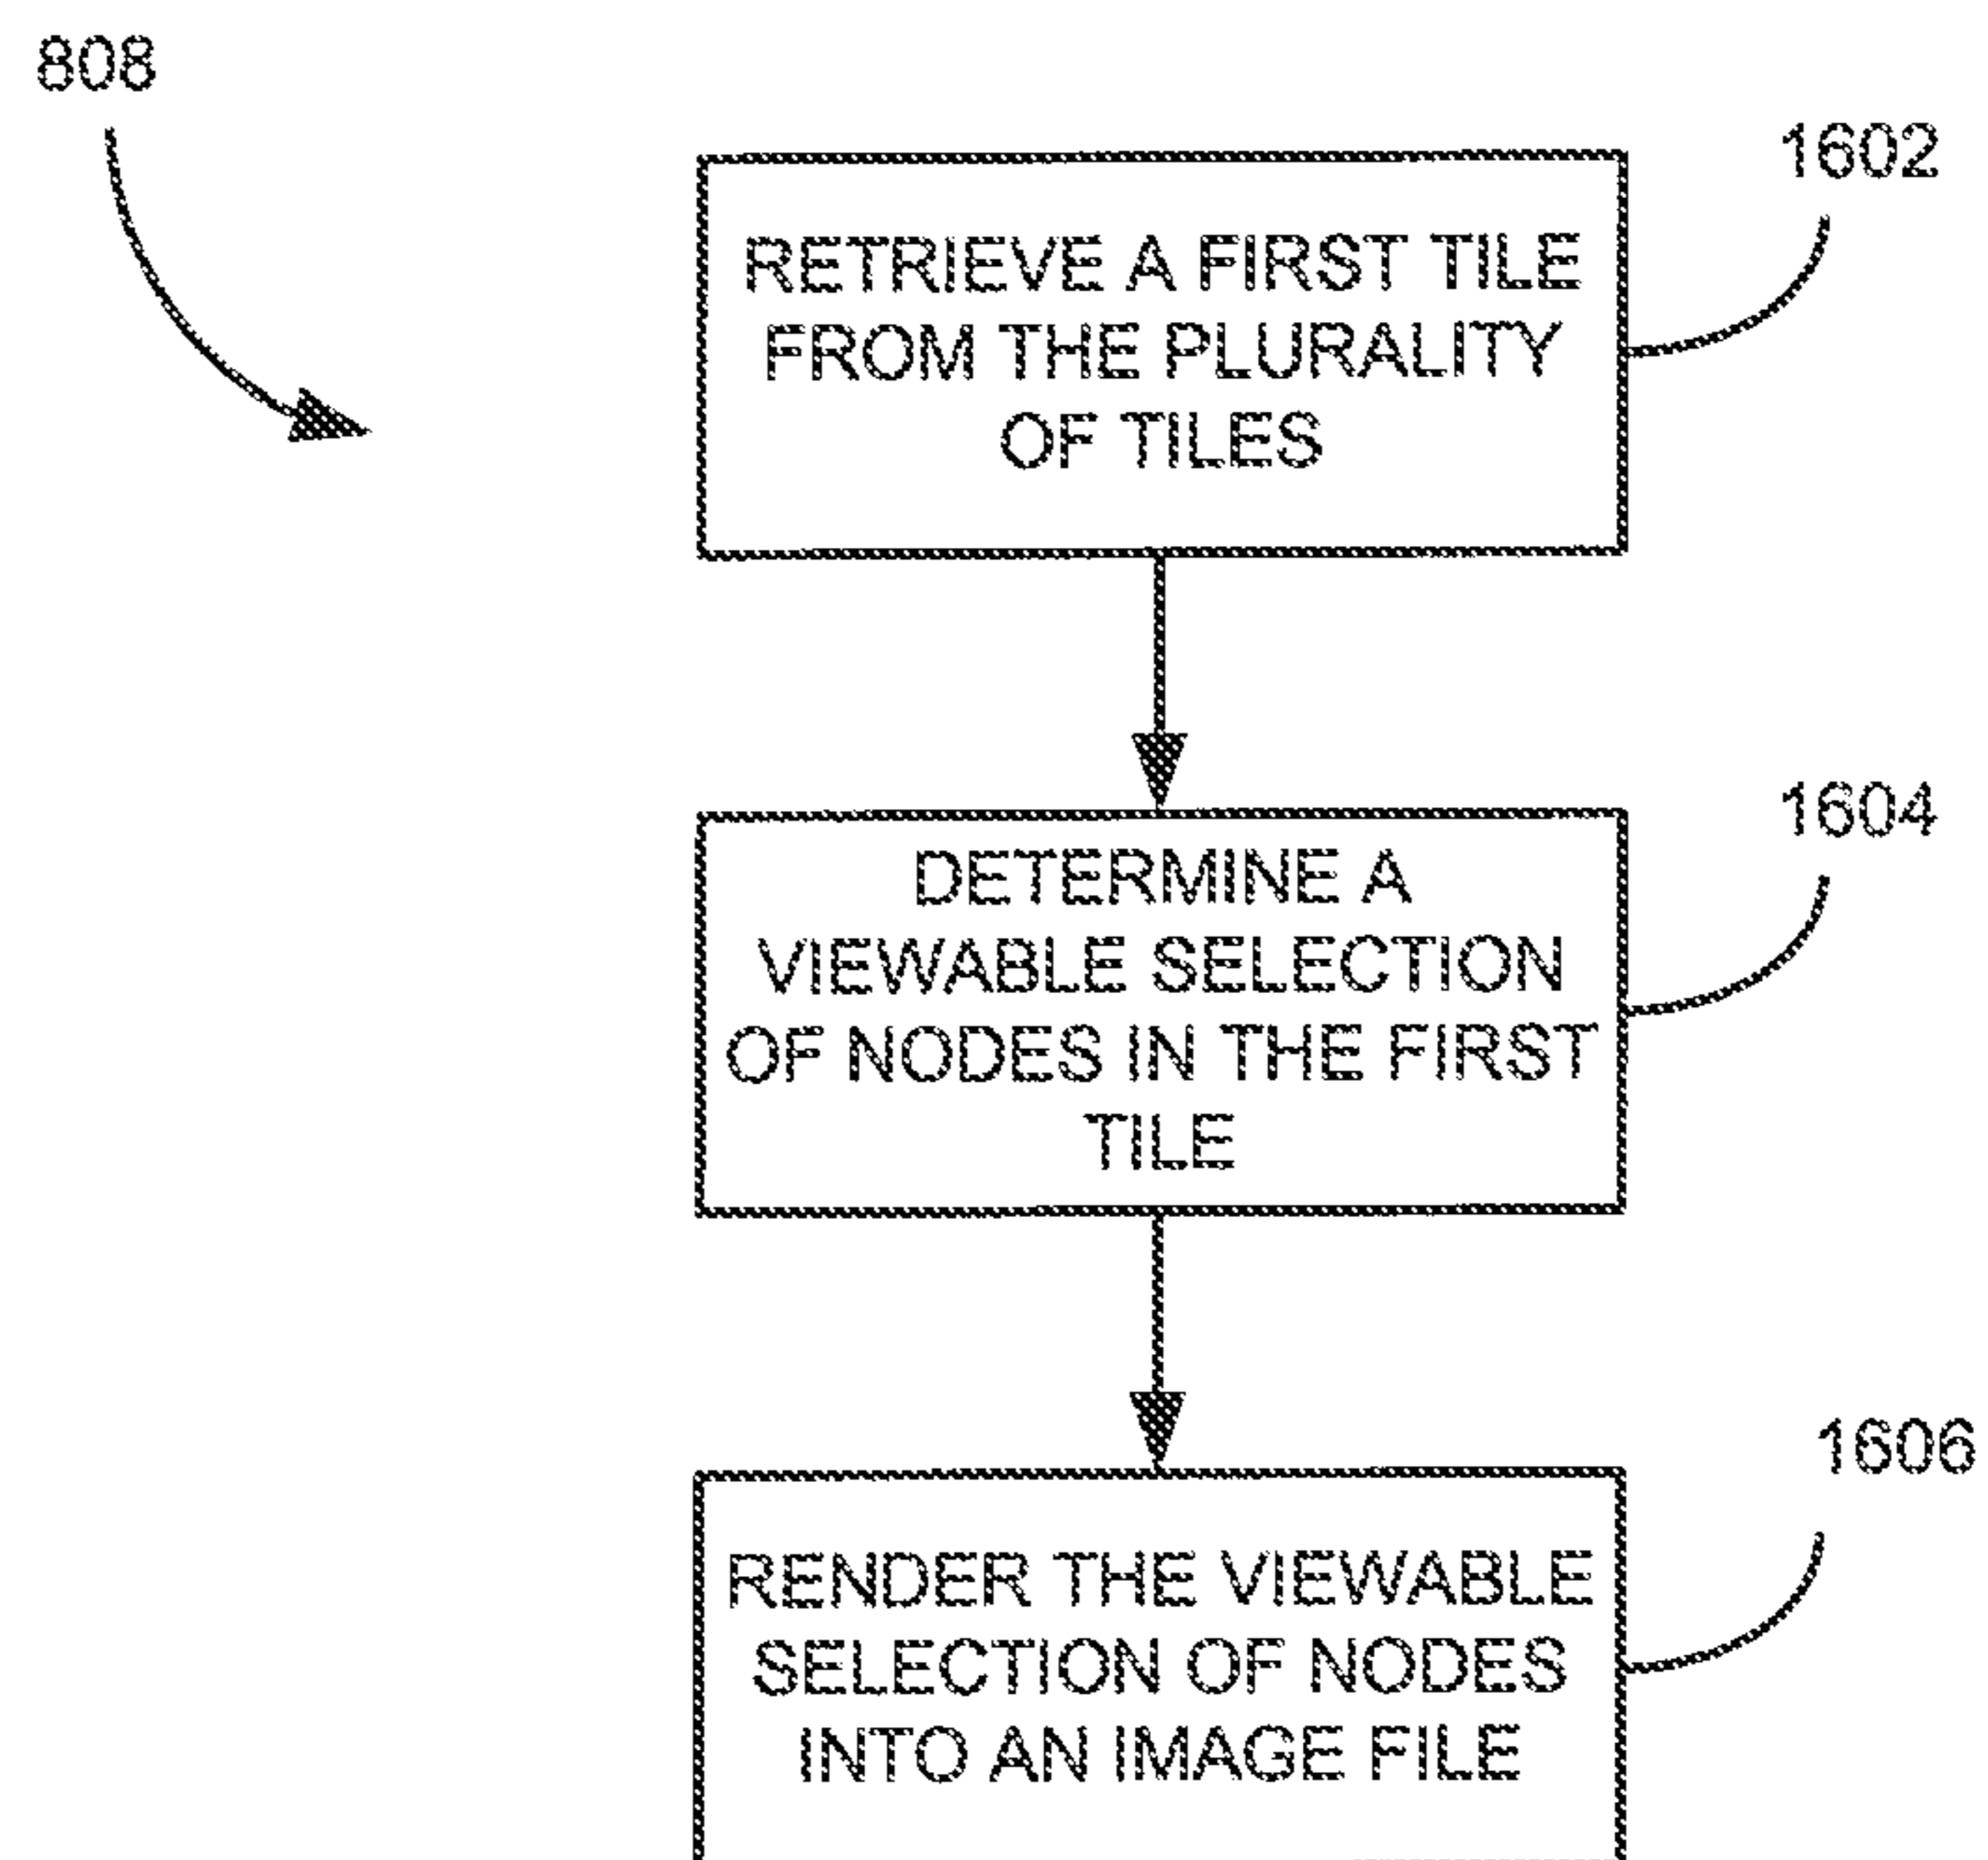 808
1602
RETRIEVE A FIRST TILE
FROM THE PLURALITY
OF TILES
1604
DETERMINE A
VIEWABLE SELECTION
OF NODES IN THE FIRST
TILE
1606
RENDER THE VIEWABLE
SELECTION OF NODES
INTO AN IMAGE FILE